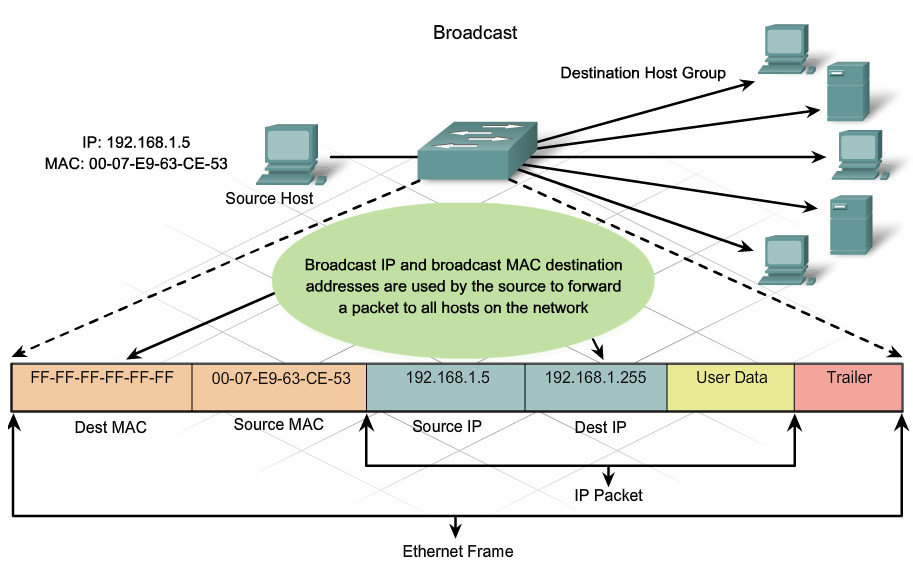 Broadcast
Destination Host Group
IP: 192.168.1.5
MAC: 00-07-E9-63-CE-53
Source Host
Broadcast IP and broadcast MAC destination
addresses are used by the source to forward
a packet to all hosts on the network
FF-FF-FF-FF-FF-FF 00-07-E9-63-CE-53 192.168.1.5 192.168.1.255 User Data Trailer
Dest MAC Source MAC Source IP Dest IP
IP Packet
Ethernet Frame